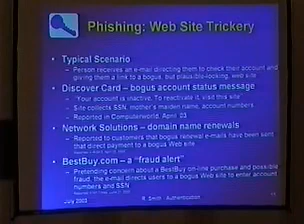 Phishing: Web Site Trickery
• Typical Scenario
– Person receives an e-mail directing them to check their account and
giving them a link to a bogus, but plausible-looking, web site
• Discover Card – bogus account status message
– "Your account is inactive. To reactivate it, visit this site"
– Site collects SSN, mother's maiden name, account numbers
– Reported in Computerworld, April 23
• Network Solutions – domain name renewals
– Reported to customers that bogus renewal e-mails have been sent
that direct payment to a bogus Web site
• BestBuy.com – a "fraud alert"
– Pretending concern about a BestBuy on-line purchase and possible
fraud, the e-mail directs users to a bogus Web site to enter account
numbers and SSN
July 2003
R. Smith - Authentication